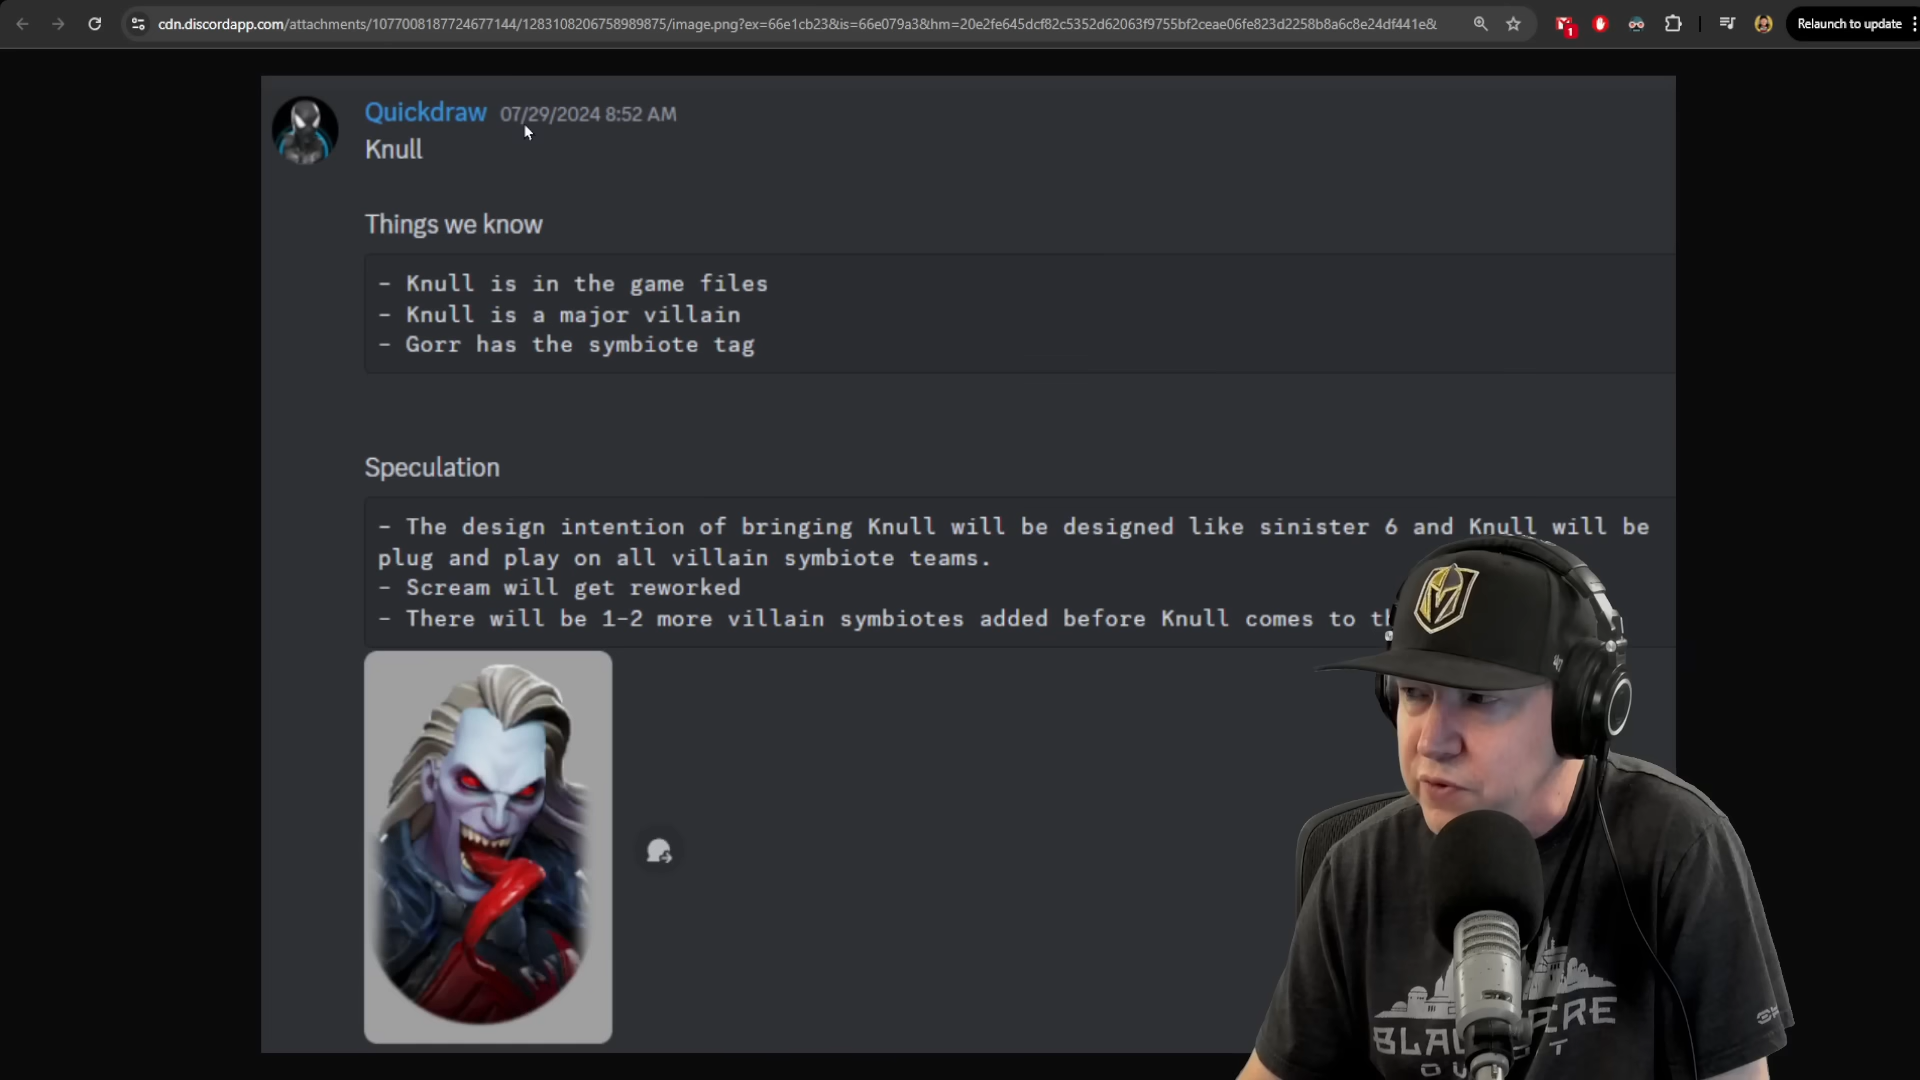 cdn.discordapp.com/attachments/1077008187724677144/1283108206758989875/image.png?ex=66e1cb23&is=66e079a3&hm=20e2fe645dcf82c5352d62063f9755bf2ceae06fe823d2258b8a6c8e24df441e&
1
Relaunch to update
Quickdraw 07/29/2024 8:52 AM
Knull
Things we know
- Knull is in the game files
- Knull is a major villain
- Gorr has the symbiote tag
Speculation
- The design intention of bringing Knull will be designed like sinister 6 and Knull will be
plug and play on all villain symbiote teams.
- Scream will get reworked
- There will be 1-2 more villain symbiotes added before Knull comes to